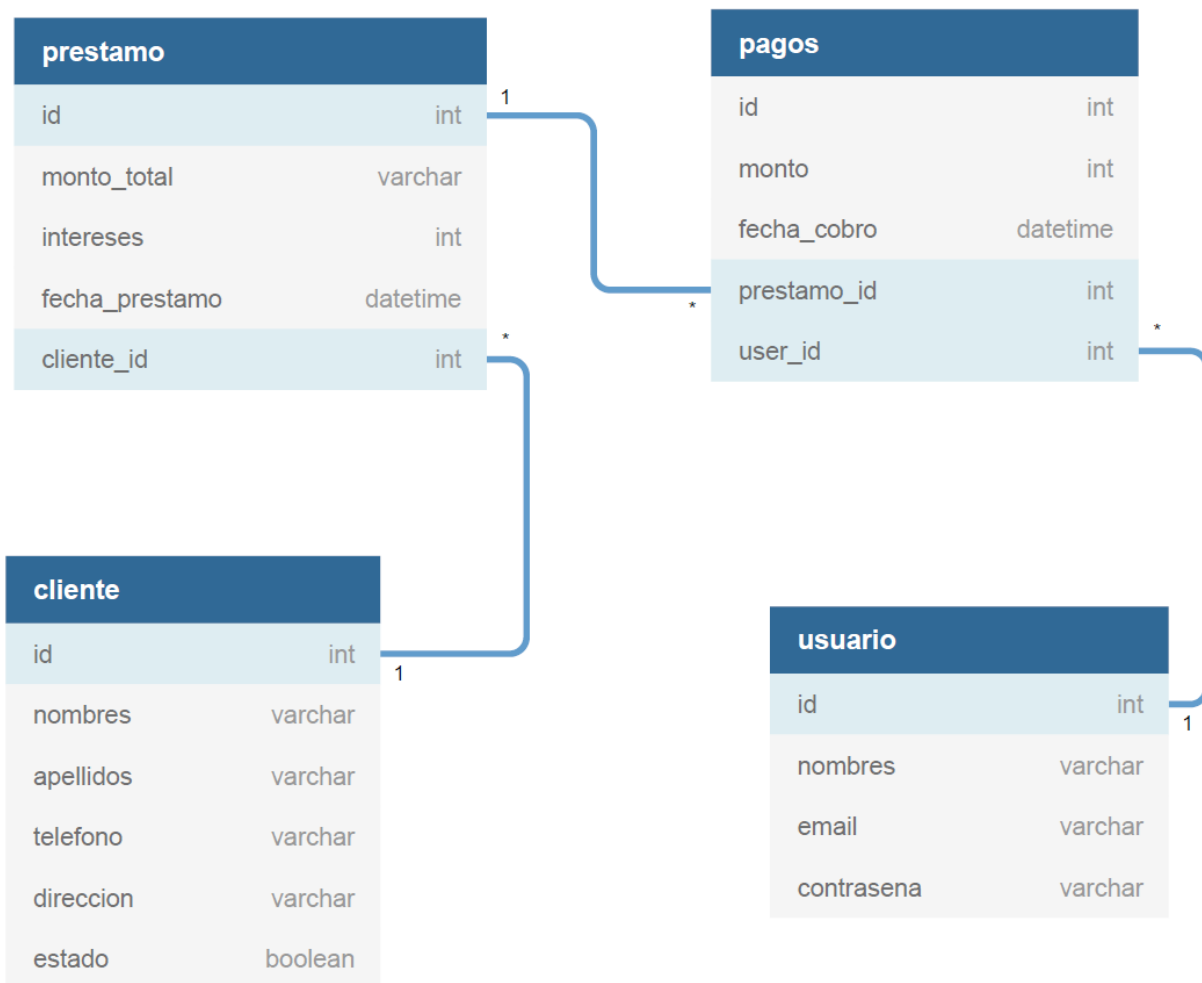 prestamo
id int
monto_total varchar
intereses int
fecha_prestamo datetime
cliente_id int
1
*
pagos
id int
monto int
fecha_cobro datetime
prestamo_id int
user_id int
*
*
cliente
id int
nombres varchar
apellidos varchar
telefono varchar
direccion varchar
estado boolean
1
usuario
id int
nombres varchar
email varchar
contrasena varchar
1